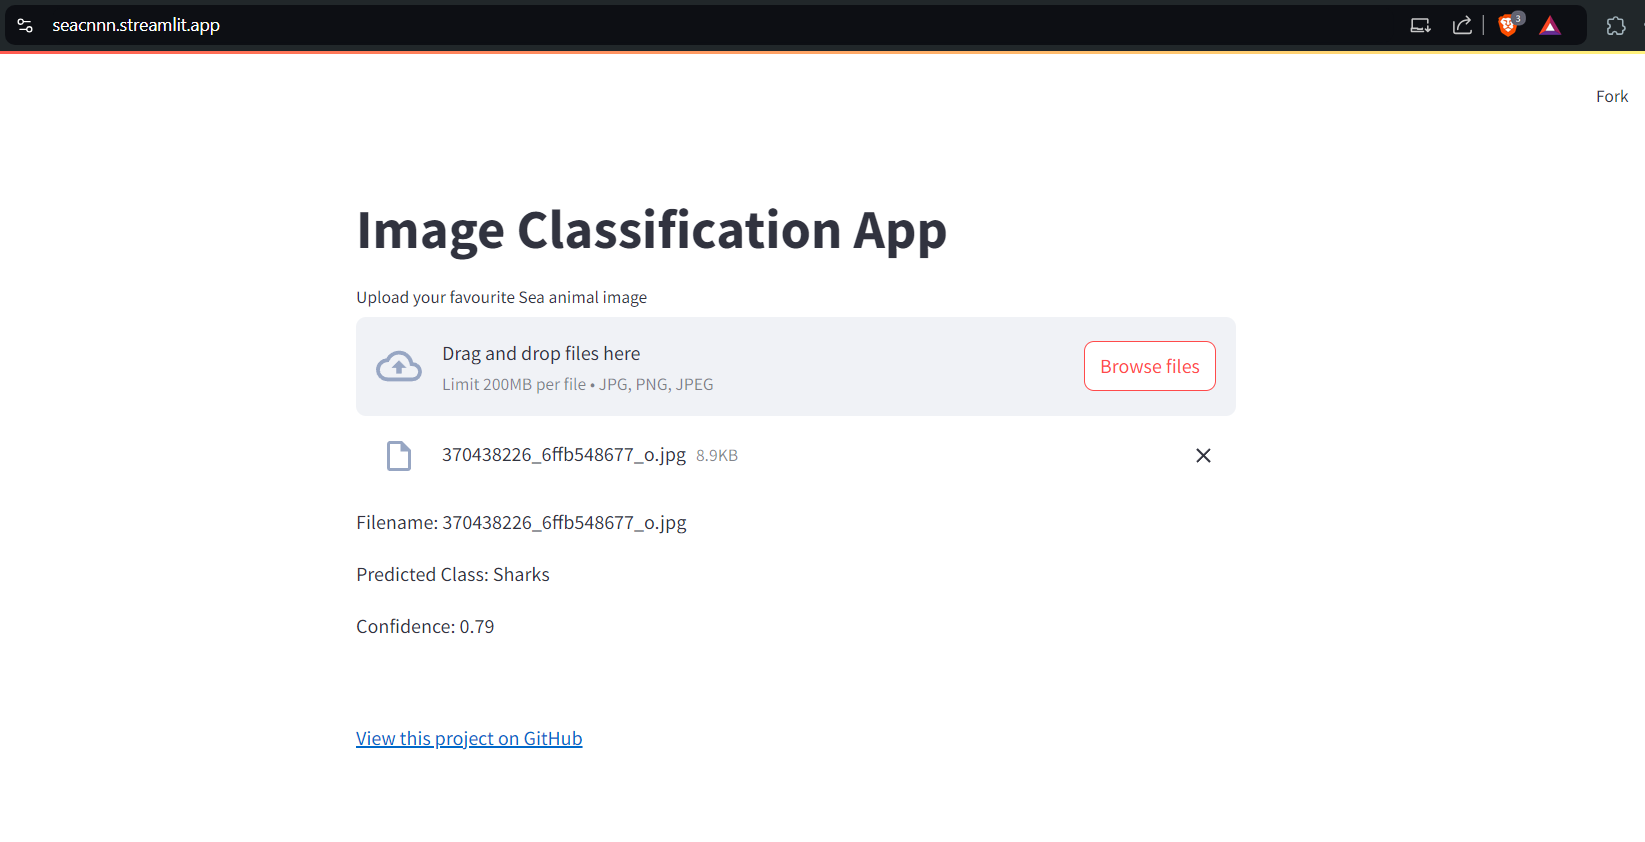 seacnnn.streamlit.app
3
Fork
Image Classification App
Upload your favourite Sea animal image
Drag and drop files here
Limit 200MB per file • JPG, PNG, JPEG
Browse files
370438226_6ffb548677_o.jpg 8.9KB
Filename: 370438226_6ffb548677_o.jpg
Predicted Class: Sharks
Confidence: 0.79
View this project on GitHub